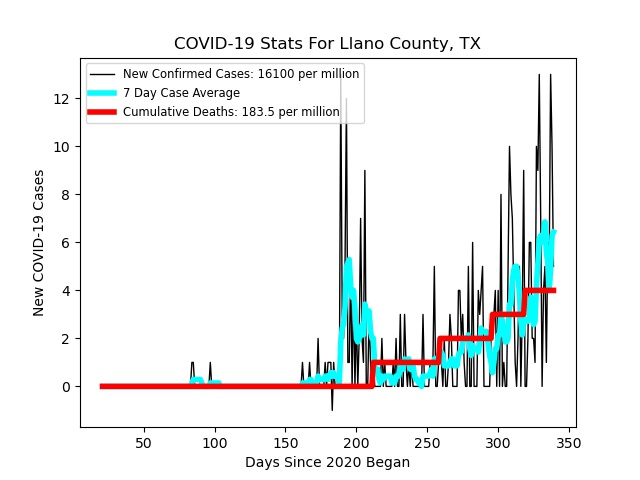 COVID-19 Stats For Llano County, TX
New Confirmed Cases: 16100 per million
7 Day Case Average
Cumulative Deaths: 183.5 per million
New COVID-19 Cases
12
10
8
6
4
2
0
50
100
150
200
250
300
350
Days Since 2020 Began